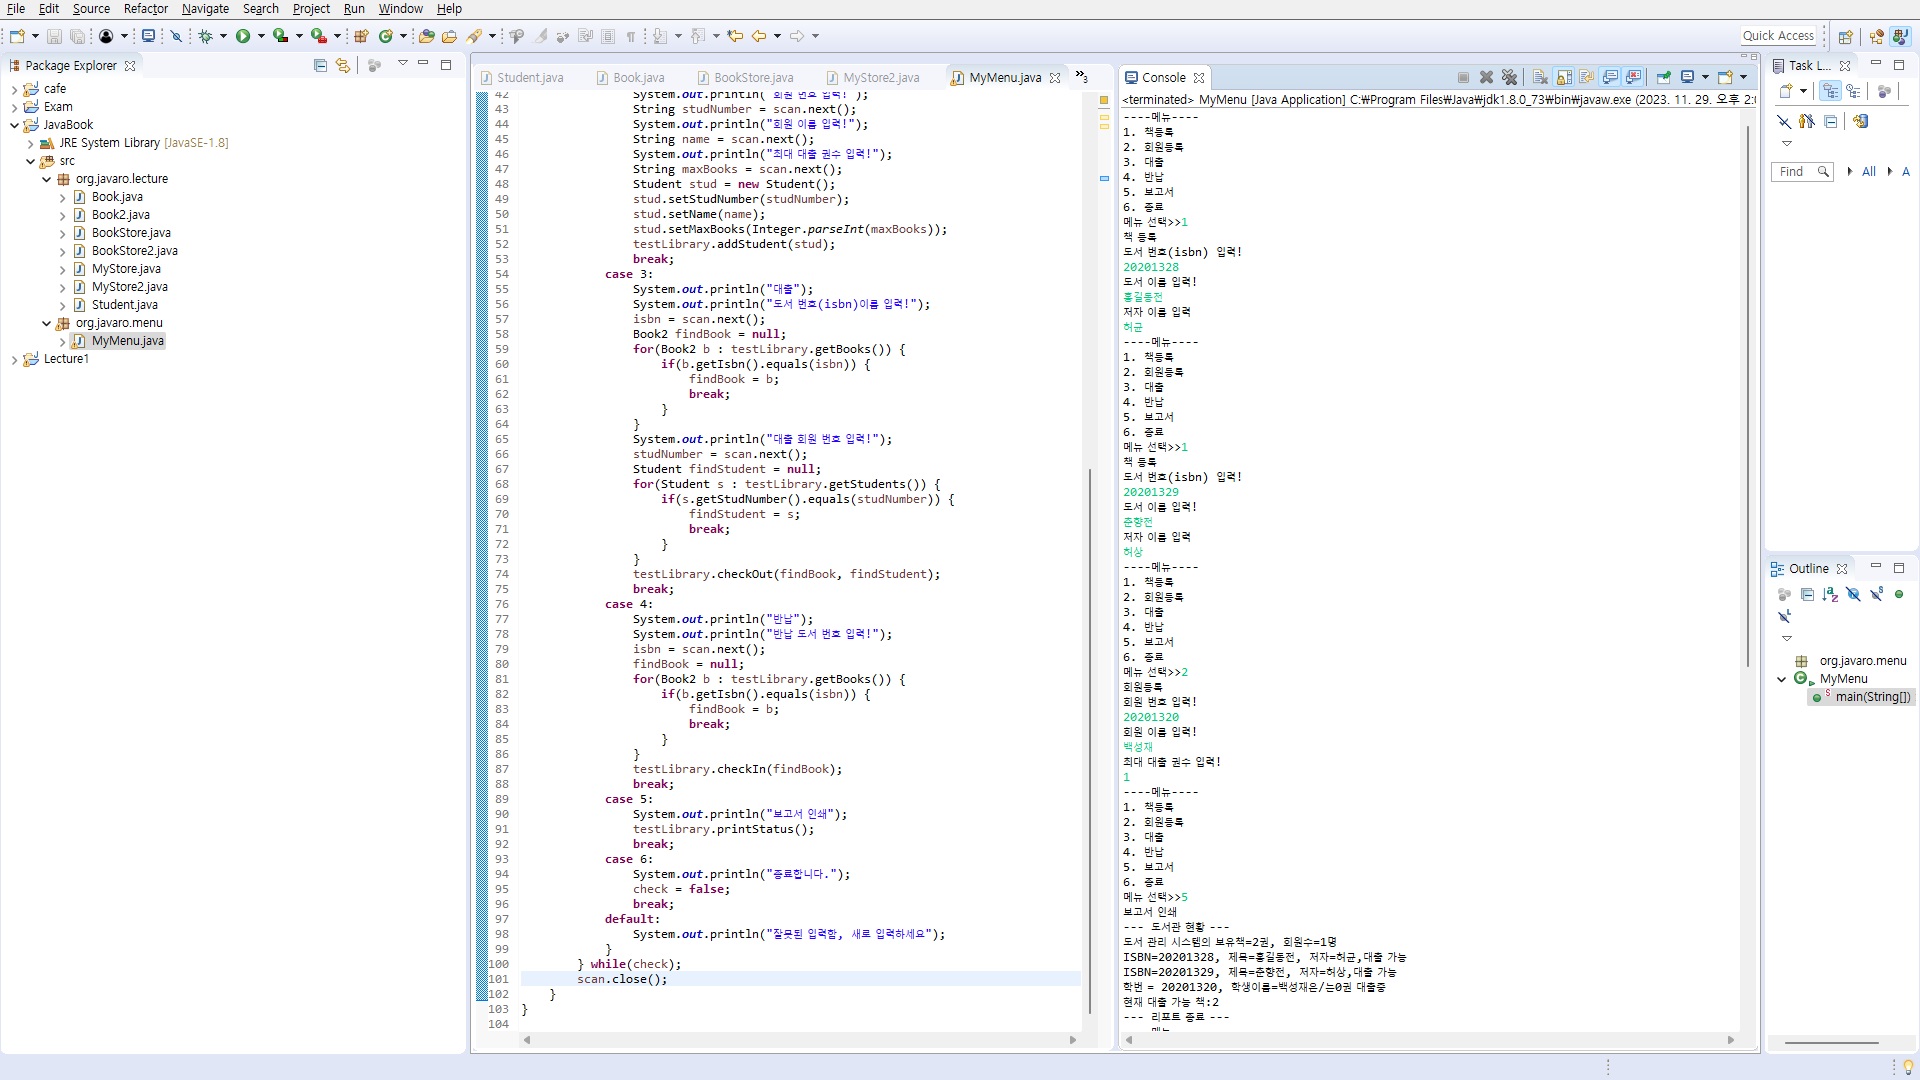 File Edit Source Refactor Navigate Search Project Run Window Help
Quick Access
Package Explorer
cafe
Exam
JavaBook
JRE System Library [JavaSE-1.8]
src
org.javaro.lecture
Book.java
Book2.java
BookStore.java
BookStore2.java
MyStore.java
MyStore2.java
Student.java
org.javaro.menu
MyMenu.java
Lecture1
Student.java Book.java BookStore.java MyStore2.java MyMenu.java 3
42 System.out.println("회원 번호 입력!");
43 String studNumber = scan.next();
44 System.out.println("회원 이름 입력!");
45 String name = scan.next();
46 System.out.println("최대 대출 권수 입력!");
47 String maxBooks = scan.next();
48 Student stud = new Student();
49 stud.setStudNumber(studNumber);
50 stud.setName(name);
51 stud.setMaxBooks(Integer.parseInt(maxBooks));
52 testLibrary.addStudent(stud);
53 break;
54 case 3:
55 System.out.println("대출");
56 System.out.println("도서 번호(isbn)이름 입력!");
57 isbn = scan.next();
58 Book2 findBook = null;
59 for(Book2 b : testLibrary.getBooks()) {
60 if(b.getIsbn().equals(isbn)) {
61 findBook = b;
62 break;
63 }
64 }
65 System.out.println("대출 회원 번호 입력!");
66 studNumber = scan.next();
67 Student findStudent = null;
68 for(Student s : testLibrary.getStudents()) {
69 if(s.getStudNumber().equals(studNumber)) {
70 findStudent = s;
71 break;
72 }
73 }
74 testLibrary.checkOut(findBook, findStudent);
75 break;
76 case 4:
77 System.out.println("반납");
78 System.out.println("반납 도서 번호 입력!");
79 isbn = scan.next();
80 findBook = null;
81 for(Book2 b : testLibrary.getBooks()) {
82 if(b.getIsbn().equals(isbn)) {
83 findBook = b;
84 break;
85 }
86 }
87 testLibrary.checkIn(findBook);
88 break;
89 case 5:
90 System.out.println("보고서 인쇄");
91 testLibrary.printStatus();
92 break;
93 case 6:
94 System.out.println("종료합니다.");
95 check = false;
96 break;
97 default:
98 System.out.println("잘못된 입력함, 새로 입력하세요");
99 }
100 } while(check);
101 scan.close();
102 }
103 }
104
Console
<terminated> MyMenu [Java Application] C:₩Program Files₩Java₩jdk1.8.0_73₩bin₩javaw.exe (2023. 11. 29. 오후 2:0
----메뉴----
1. 책등록
2. 회원등록
3. 대출
4. 반납
5. 보고서
6. 종료
메뉴 선택>>1
책 등록
도서 번호(isbn) 입력!
20201328
도서 이름 입력!
홍길동전
저자 이름 입력
허균
----메뉴----
1. 책등록
2. 회원등록
3. 대출
4. 반납
5. 보고서
6. 종료
메뉴 선택>>1
책 등록
도서 번호(isbn) 입력!
20201329
도서 이름 입력!
춘향전
저자 이름 입력
허상
----메뉴----
1. 책등록
2. 회원등록
3. 대출
4. 반납
5. 보고서
6. 종료
메뉴 선택>>2
회원등록
회원 번호 입력!
20201320
회원 이름 입력!
백성재
최대 대출 권수 입력!
1
----메뉴----
1. 책등록
2. 회원등록
3. 대출
4. 반납
5. 보고서
6. 종료
메뉴 선택>>5
보고서 인쇄
--- 도서관 현황 ---
도서 관리 시스템의 보유책=2권, 회원수=1명
ISBN=20201328, 제목=홍길동전, 저자=허균,대출 가능
ISBN=20201329, 제목=춘향전, 저자=허상,대출 가능
학번 = 20201320, 학생이름=백성재은/는0권 대출중
현재 대출 가능 책:2
--- 리포트 종료 ---
Task L...
Find All A
Outline
org.javaro.menu
MyMenu
main(String[])